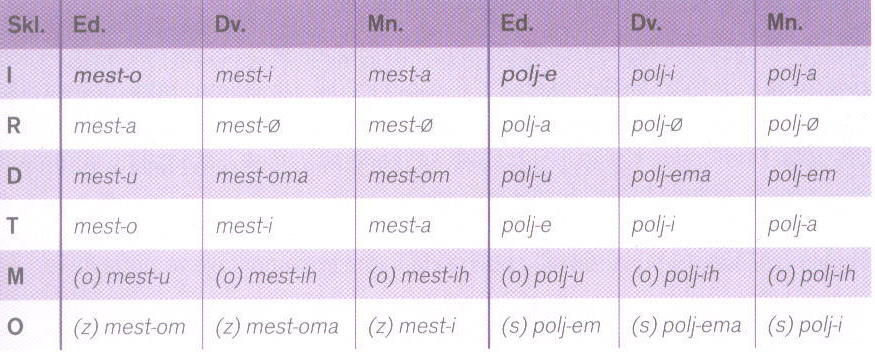 Skl. Ed. Dv. Mn. Ed. Dv. Mn.
I mest-o mest-i mest-a polj-e polj-i polj-a
R mest-a mest-ø mest-ø polj-a polj-ø polj-ø
D mest-u mest-oma mest-om polj-u polj-ema polj-em
T mest-o mest-i mest-a polj-e polj-i polj-a
M (o) mest-u (o) mest-ih (o) mest-ih (o) polj-u (o) polj-ih (o) polj-ih
O (z) mest-om (z) mest-oma (z) mest-i (s) polj-em (s) polj-ema (s) polj-i